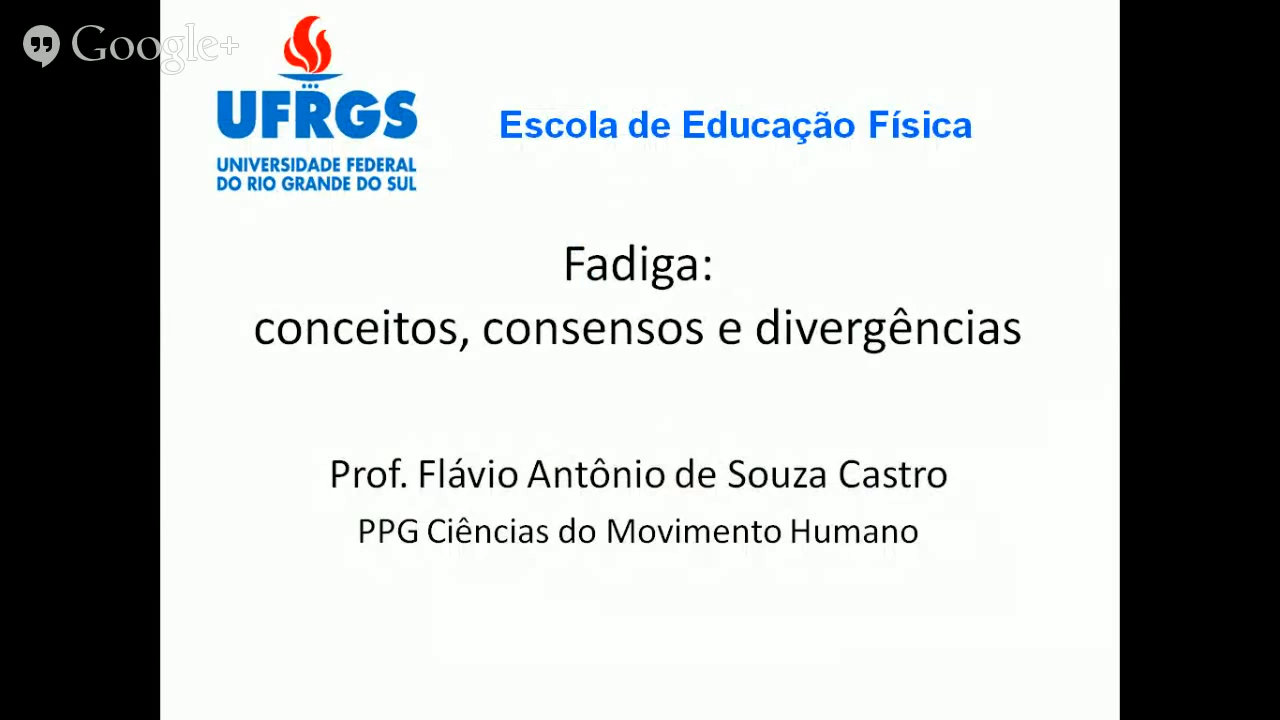 Google+
UFRGS
UNIVERSIDADE FEDERAL
DO RIO GRANDE DO SUL
Escola de Educação Física
Fadiga:
conceitos, consensos e divergências
Prof. Flávio Antônio de Souza Castro
PPG Ciências do Movimento Humano